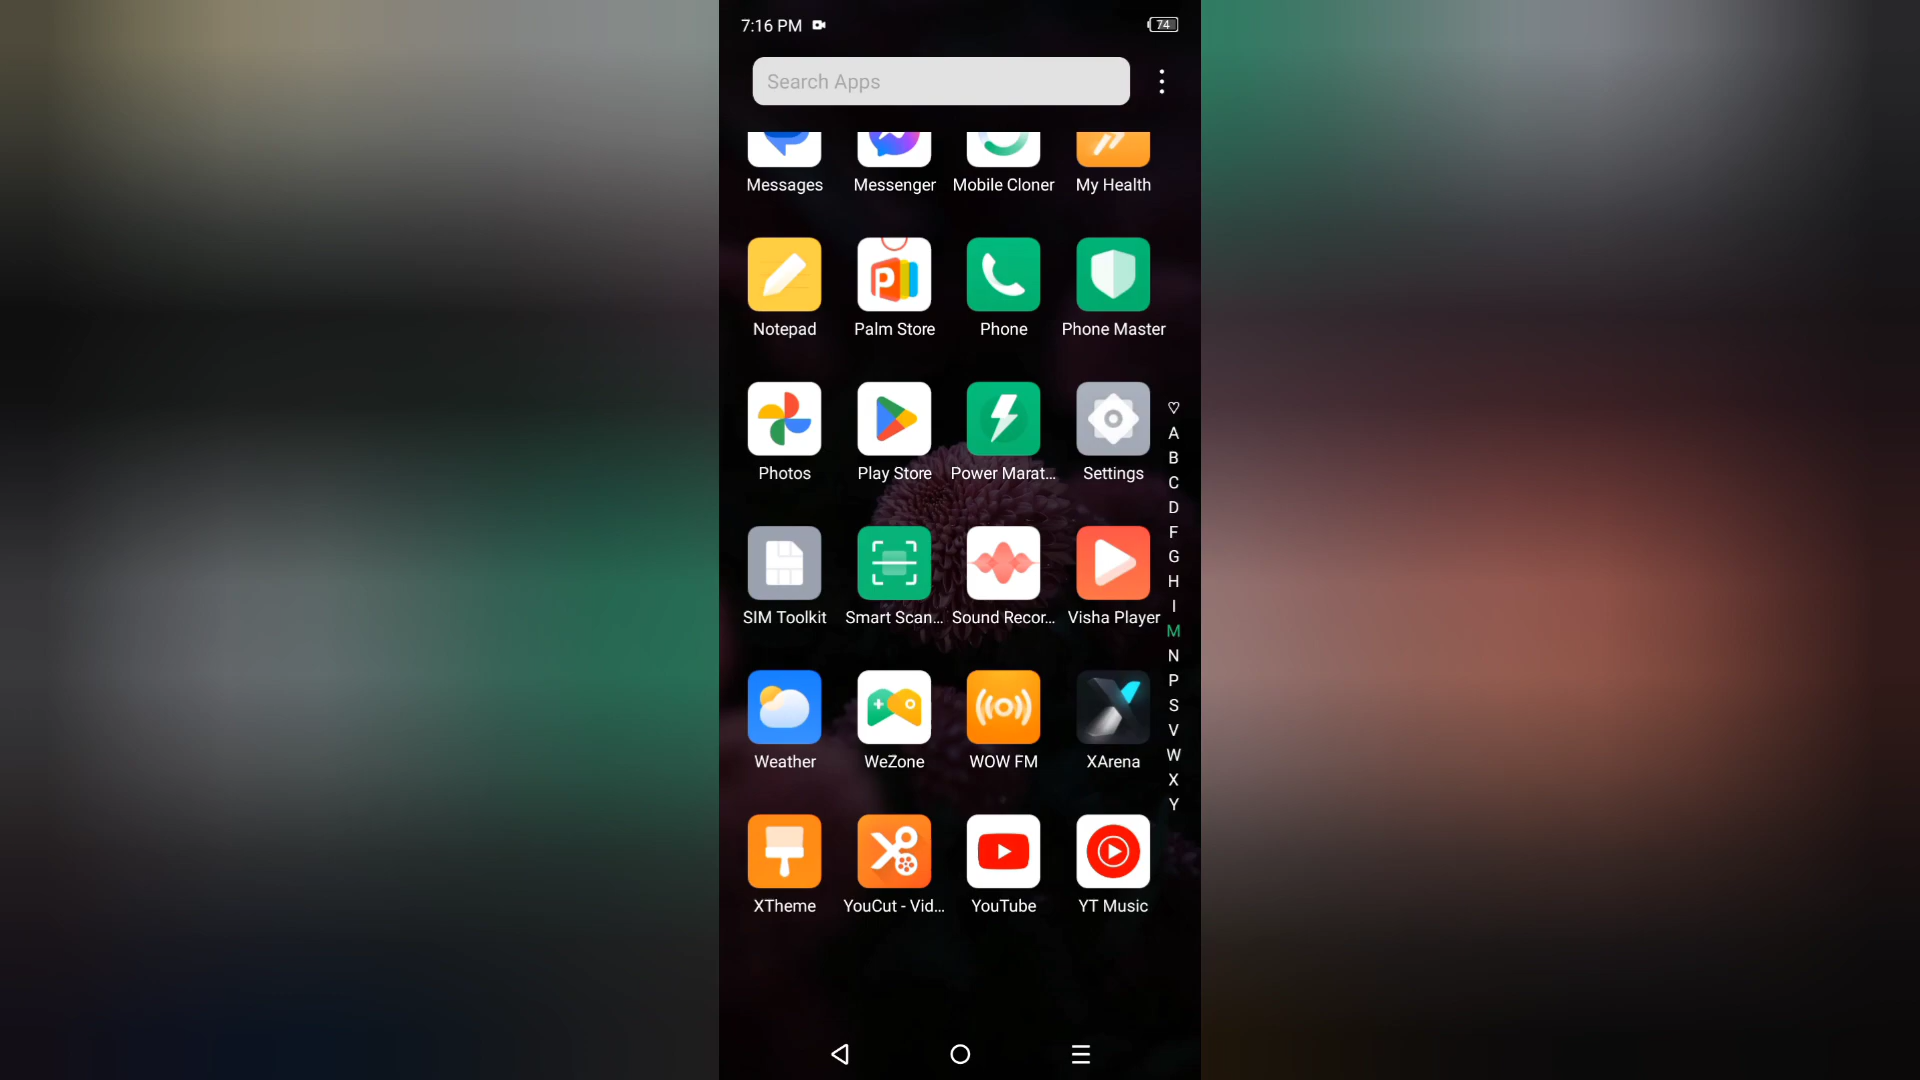 7:16 PM
74
Search Apps
Messages Messenger Mobile Cloner My Health
Notepad Palm Store Phone Phone Master
Photos Play Store Power Marat... Settings
SIM Toolkit Smart Scan... Sound Recor... Visha Player
Weather WeZone WOW FM XArena
XTheme YouCut - Vid... YouTube YT Music
A
B
C
D
F
G
H
I
M
N
P
S
V
W
X
Y